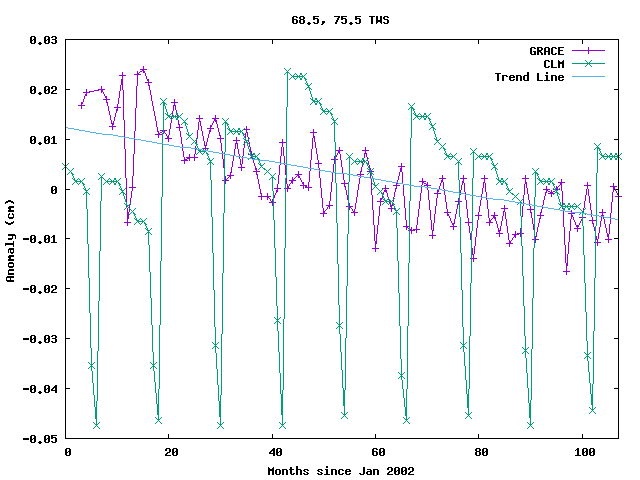 68.5, 75.5 TWS
GRACE
CLM
Trend Line
0.03
0.02
0.01
0
-0.01
-0.02
-0.03
-0.04
-0.05
Anomaly (cm)
0 20 40 60 80 100
Months since Jan 2002